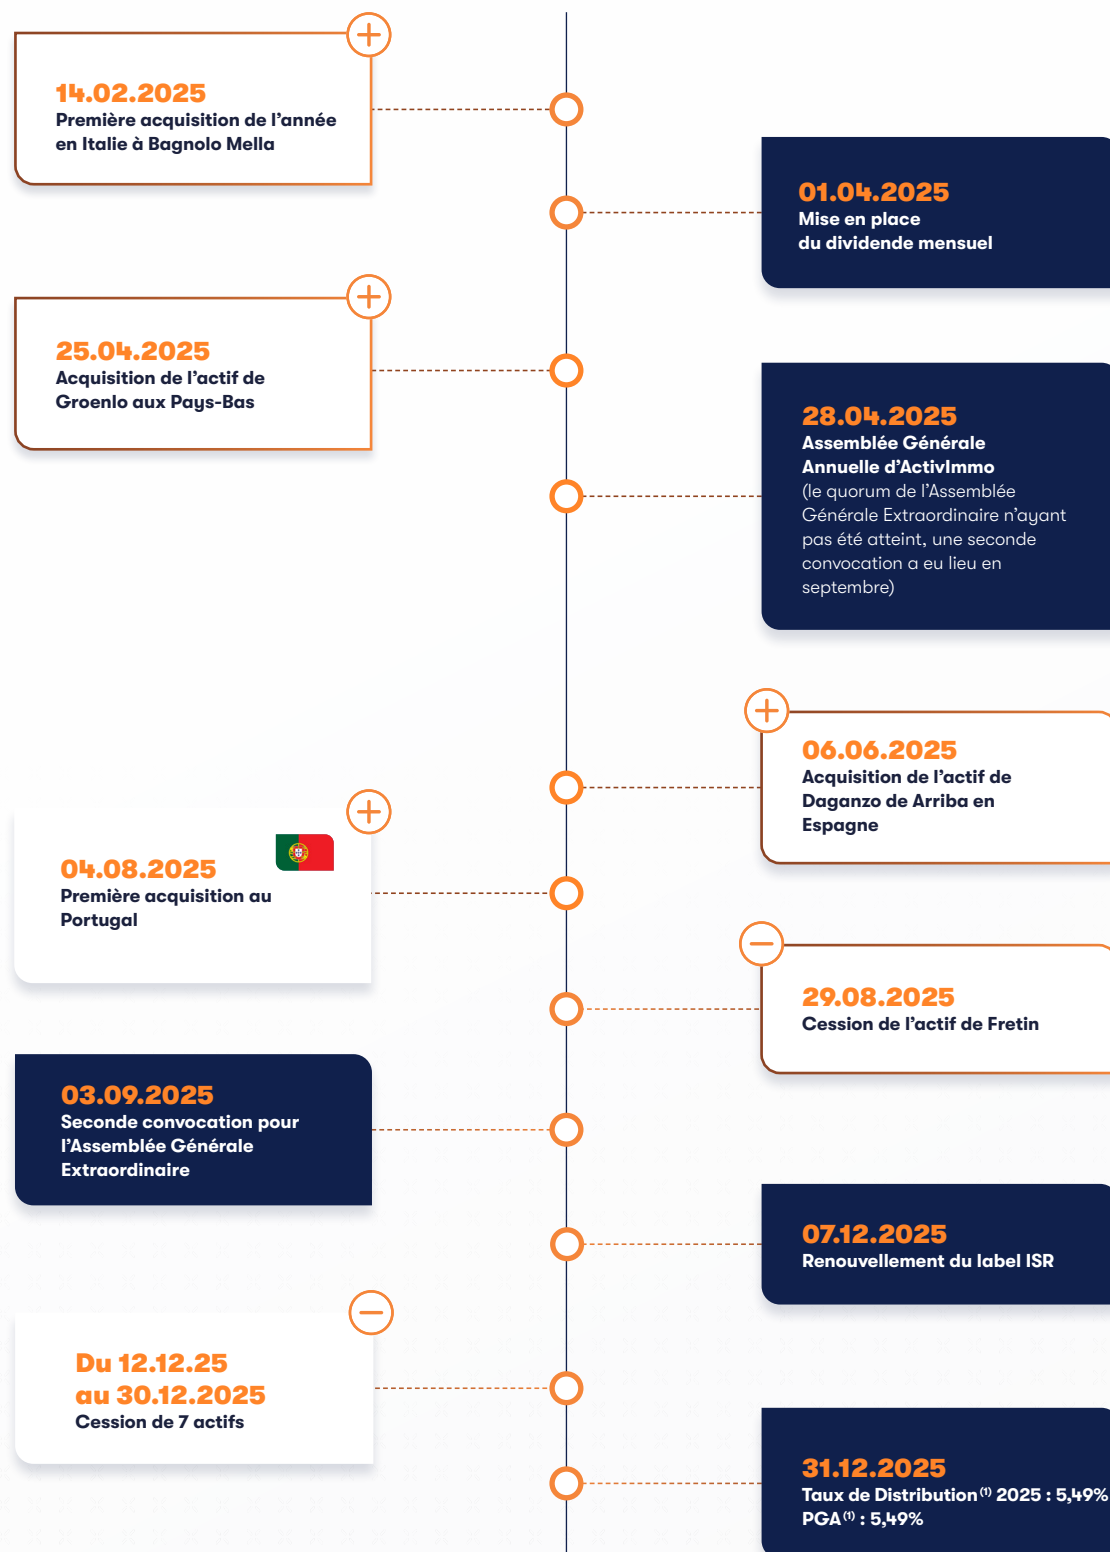 14.02.2025
Première acquisition de l'année
en Italie à Bagnolo Mella
01.04.2025
Mise en place
du dividende mensuel
25.04.2025
Acquisition de l'actif de
Groenlo aux Pays-Bas
28.04.2025
Assemblée Générale
Annuelle d'ActivImmo
(le quorum de l'Assemblée
Générale Extraordinaire n'ayant
pas été atteint, une seconde
convocation a eu lieu en
septembre)
06.06.2025
Acquisition de l'actif de
Daganzo de Arriba en
Espagne
04.08.2025
Première acquisition au
Portugal
29.08.2025
Cession de l'actif de Fretin
03.09.2025
Seconde convocation pour
l'Assemblée Générale
Extraordinaire
07.12.2025
Renouvellement du label ISR
Du 12.12.25
au 30.12.2025
Cession de 7 actifs
31.12.2025
Taux de Distribution⁽¹⁾ 2025 : 5,49%
PGA⁽¹⁾ : 5,49%